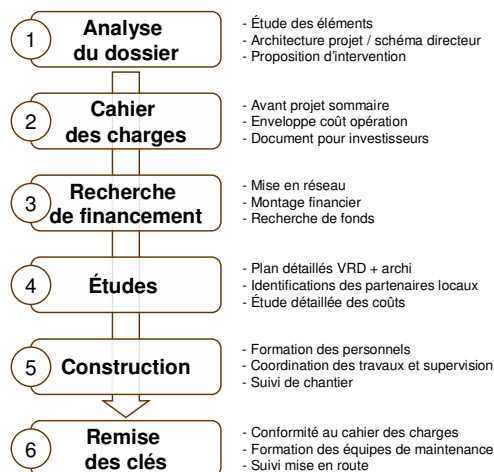 1
Analyse
du dossier
- Étude des éléments
- Architecture projet / schéma directeur
- Proposition d'intervention
2
Cahier
des charges
- Avant projet sommaire
- Enveloppe coût opération
- Document pour investisseurs
3
Recherche
de financement
- Mise en réseau
- Montage financier
- Recherche de fonds
4
Études
- Plan détaillés VRD + archi
- Identifications des partenaires locaux
- Étude détaillée des coûts
5
Construction
- Formation des personnels
- Coordination des travaux et supervision
- Suivi de chantier
6
Remise
des clés
- Conformité au cahier des charges
- Formation des équipes de maintenance
- Suivi mise en route